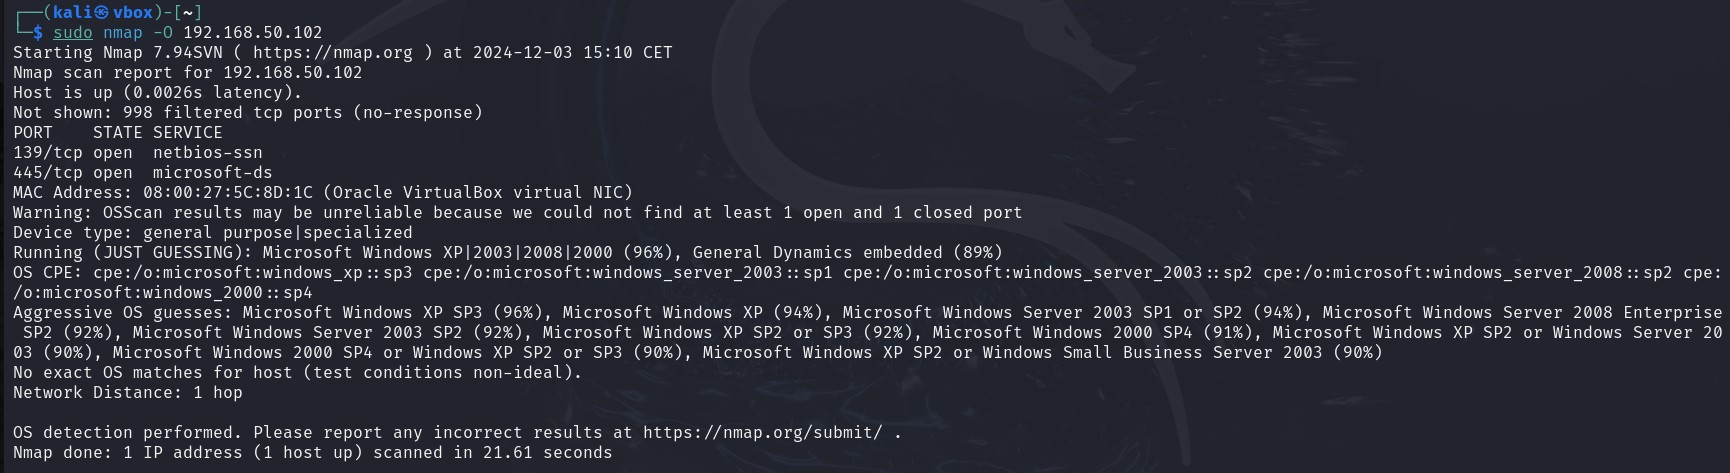 ┌──(kali㉿vbox)-[~]
└─$ sudo nmap -O 192.168.50.102
Starting Nmap 7.94SVN ( https://nmap.org ) at 2024-12-03 15:10 CET
Nmap scan report for 192.168.50.102
Host is up (0.0026s latency).
Not shown: 998 filtered tcp ports (no-response)
PORT    STATE SERVICE
139/tcp open  netbios-ssn
445/tcp open  microsoft-ds
MAC Address: 08:00:27:5C:8D:1C (Oracle VirtualBox virtual NIC)
Warning: OSScan results may be unreliable because we could not find at least 1 open and 1 closed port
Device type: general purpose|specialized
Running (JUST GUESSING): Microsoft Windows XP|2003|2008|2000 (96%), General Dynamics embedded (89%)
OS CPE: cpe:/o:microsoft:windows_xp::sp3 cpe:/o:microsoft:windows_server_2003::sp1 cpe:/o:microsoft:windows_server_2003::sp2 cpe:/o:microsoft:windows_server_2008::sp2 cpe:
/o:microsoft:windows_2000::sp4
Aggressive OS guesses: Microsoft Windows XP SP3 (96%), Microsoft Windows XP (94%), Microsoft Windows Server 2003 SP1 or SP2 (94%), Microsoft Windows Server 2008 Enterprise
 SP2 (92%), Microsoft Windows Server 2003 SP2 (92%), Microsoft Windows XP SP2 or SP3 (92%), Microsoft Windows 2000 SP4 (91%), Microsoft Windows XP SP2 or Windows Server 20
03 (90%), Microsoft Windows 2000 SP4 or Windows XP SP2 or SP3 (90%), Microsoft Windows XP SP2 or Windows Small Business Server 2003 (90%)
No exact OS matches for host (test conditions non-ideal).
Network Distance: 1 hop

OS detection performed. Please report any incorrect results at https://nmap.org/submit/ .
Nmap done: 1 IP address (1 host up) scanned in 21.61 seconds